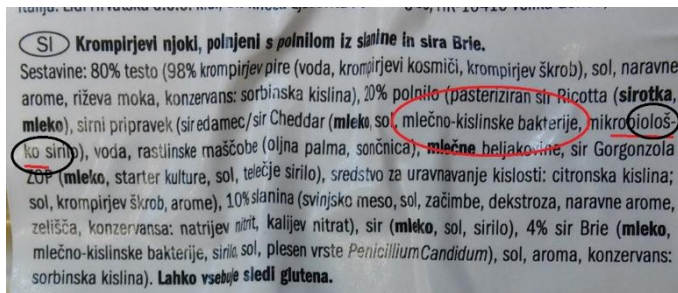 SI Krompirjevi njoki, polnjeni s polnilom iz slanine in sira Brie.
Sestavine: 80% testo (98% krompirjev pire (voda, krompirjevi kosmiči, krompirjev škrob), sol, naravne
arome, riževa moka, konzervans: sorbinska kislina), 20% polnilo (pasteriziran sir Ricotta (sirotka,
mleko), sirni pripravek (sir edamec/sir Cheddar (mleko, sol, mlečno-kislinske bakterije, mikrobiološ-
ko sirilo), voda, rastlinske maščobe (oljna palma, sončnica), mlečne beljakovine, sir Gorgonzola
ZOP (mleko, starter kulture, sol, telečje sirilo), sredstvo za uravnavanje kislosti: citronska kislina;
sol, krompirjev škrob, arome), 10% slanina (svinjsko meso, sol, začimbe, dekstroza, naravne arome,
zelišča, konzervansa: natrijev nitrit, kalijev nitrat), sir (mleko, sol, sirilo), 4% sir Brie (mleko,
mlečno-kislinske bakterije, sirilo, sol, plesen vrste Penicillium Candidum), sol, aroma, konzervans:
sorbinska kislina). Lahko vsebuje sledi glutena.